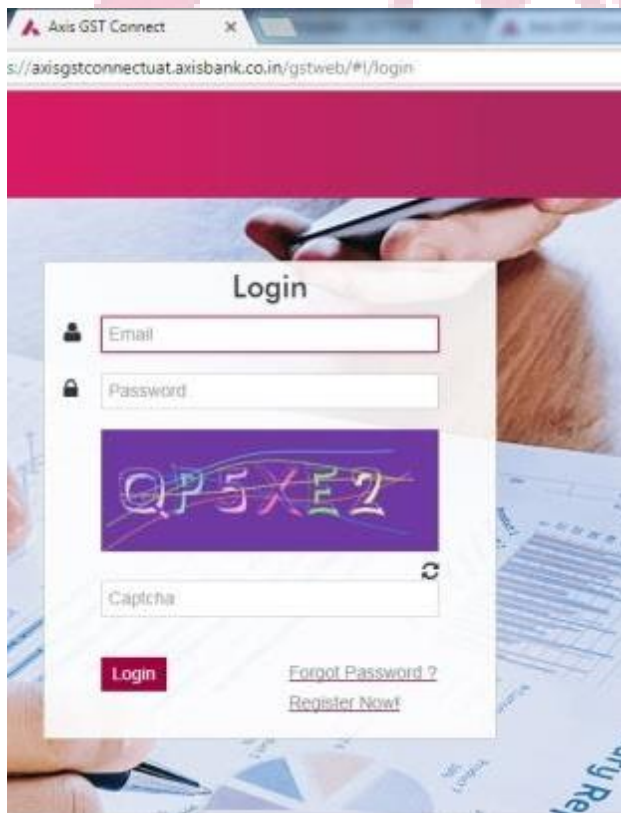 Axis GST Connect
s://axisgstconnectuat.axisbank.co.in/gstweb/#!/login
Login
Email
Password
QP5XE2
Captcha
Login
Forgot Password ?
Register Now!